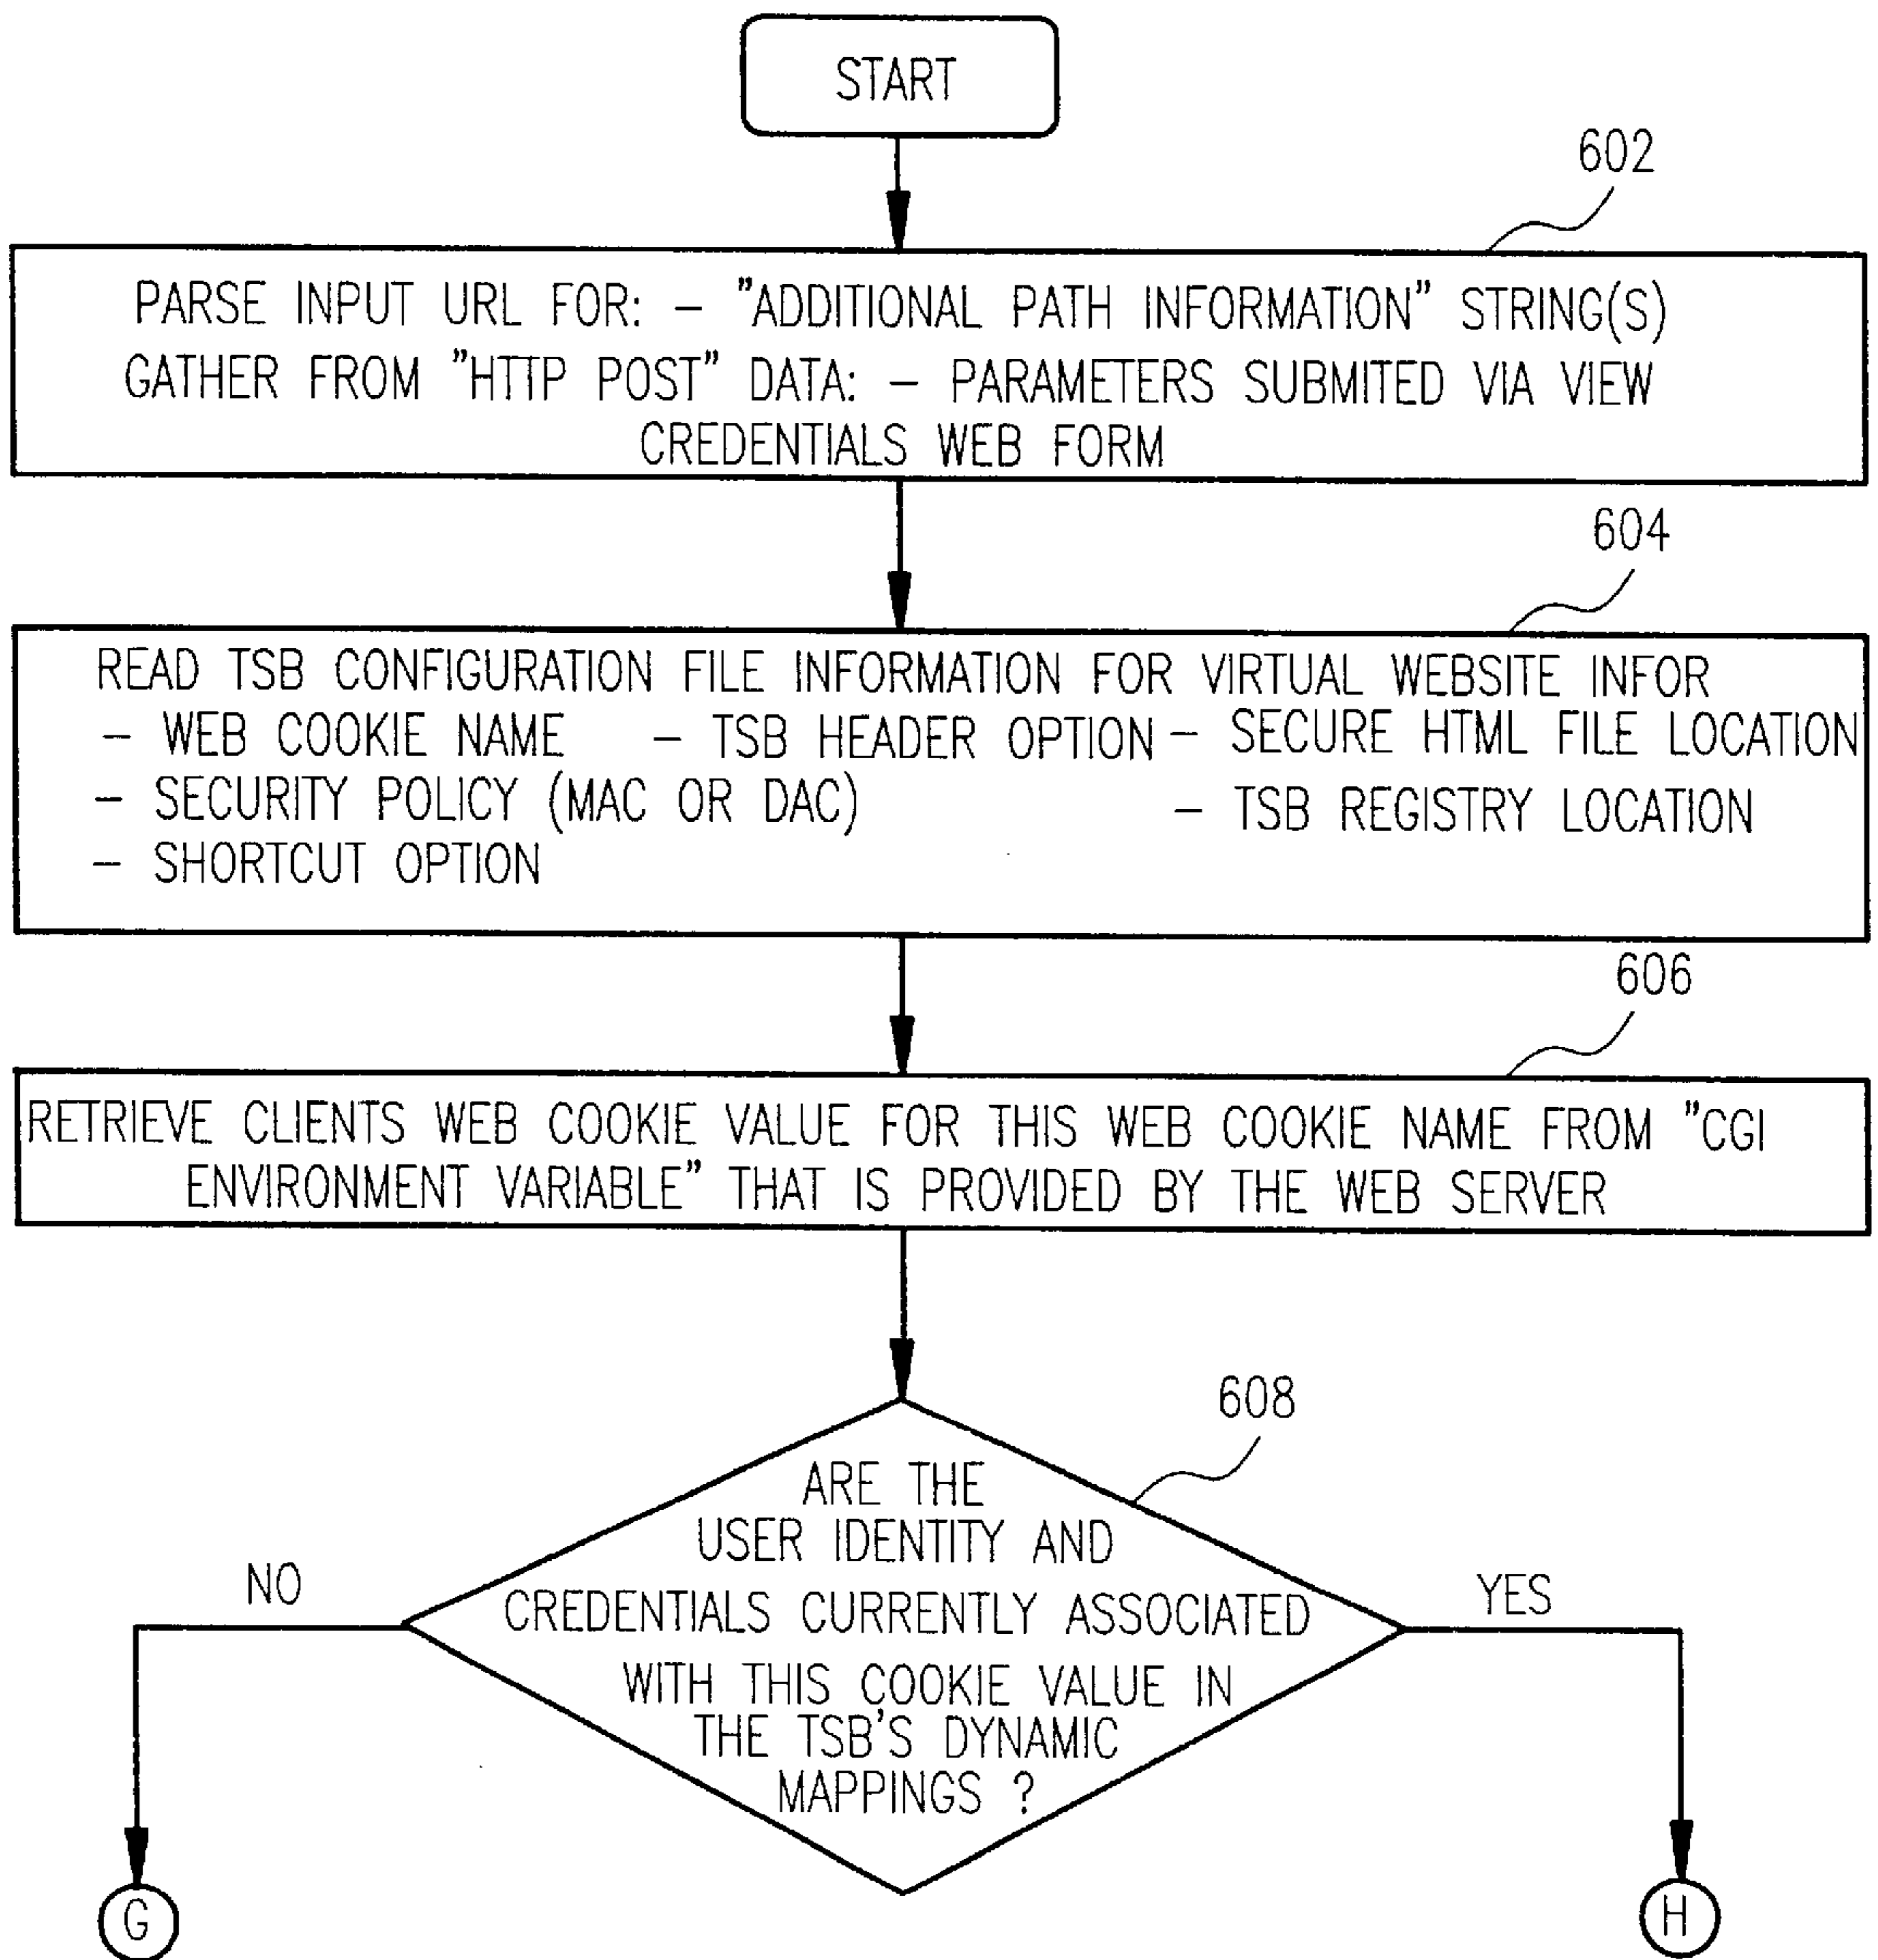 START
602
PARSE INPUT URL FOR: – "ADDITIONAL PATH INFORMATION" STRING(S)
GATHER FROM "HTTP POST" DATA: – PARAMETERS SUBMITED VIA VIEW
CREDENTIALS WEB FORM
604
READ TSB CONFIGURATION FILE INFORMATION FOR VIRTUAL WEBSITE INFOR
– WEB COOKIE NAME – TSB HEADER OPTION – SECURE HTML FILE LOCATION
– SECURITY POLICY (MAC OR DAC) – TSB REGISTRY LOCATION
– SHORTCUT OPTION
606
RETRIEVE CLIENTS WEB COOKIE VALUE FOR THIS WEB COOKIE NAME FROM "CGI
ENVIRONMENT VARIABLE" THAT IS PROVIDED BY THE WEB SERVER
608
ARE THE
USER IDENTITY AND
CREDENTIALS CURRENTLY ASSOCIATED
WITH THIS COOKIE VALUE IN
THE TSB'S DYNAMIC
MAPPINGS ?
NO
YES
G
H